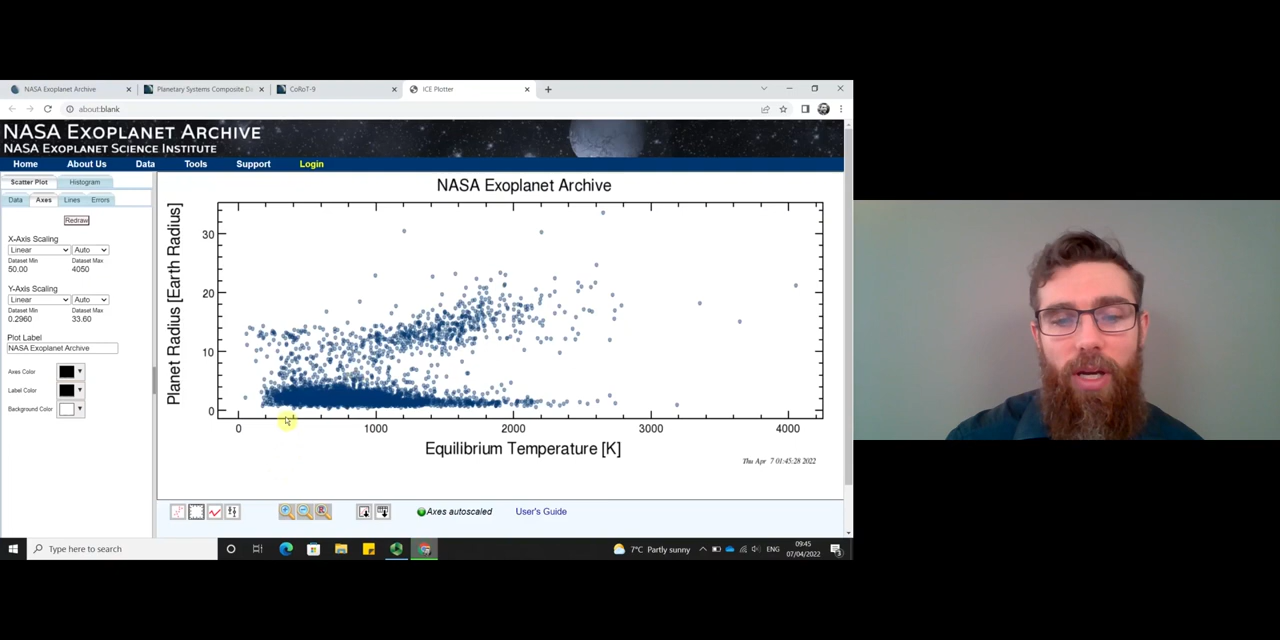 NASA Exoplanet Archive
Planetary Systems Composite Da
CoRoT-9
ICE Plotter
about:blank
NASA EXOPLANET ARCHIVE
NASA EXOPLANET SCIENCE INSTITUTE
Home About Us Data Tools Support Login
Scatter Plot Histogram
Data Axes Lines Errors
Redraw
X-Axis Scaling
Linear Auto
Dataset Min Dataset Max
50.00 4050
Y-Axis Scaling
Linear Auto
Dataset Min Dataset Max
0.2960 33.60
Plot Label
NASA Exoplanet Archive
Axes Color
Label Color
Background Color
NASA Exoplanet Archive
Planet Radius [Earth Radius]
30
20
10
0
0 1000 2000 3000 4000
Equilibrium Temperature [K]
Thu Apr 7 01:45:28 2022
Axes autoscaled User's Guide
Type here to search
7°C Partly sunny
ENG
09:45
07/04/2022